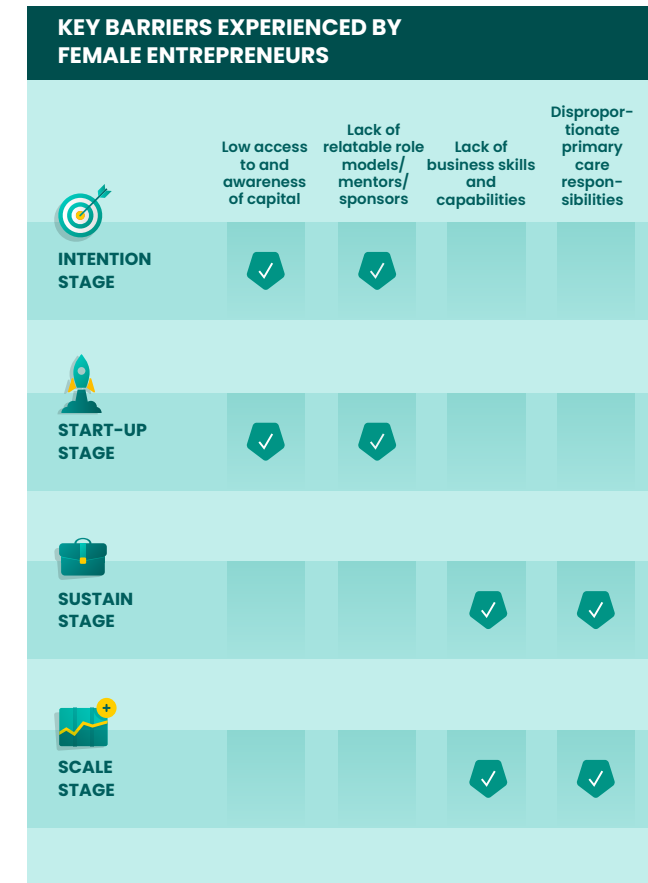 KEY BARRIERS EXPERIENCED BY
FEMALE ENTREPRENEURS
Low access
to and
awareness
of capital
Lack of
relatable role
models/
mentors/
sponsors
Lack of
business skills
and
capabilities
Dispropor-
tionate
primary
care
respon-
sibilities
INTENTION
STAGE
START-UP
STAGE
SUSTAIN
STAGE
SCALE
STAGE